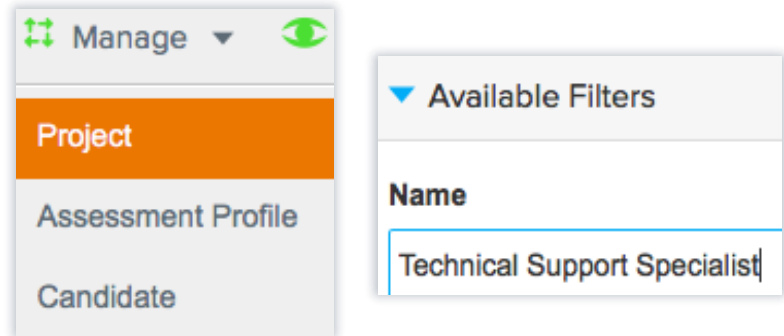 Manage
Project
Assessment Profile
Candidate
Available Filters
Name
Technical Support Specialist